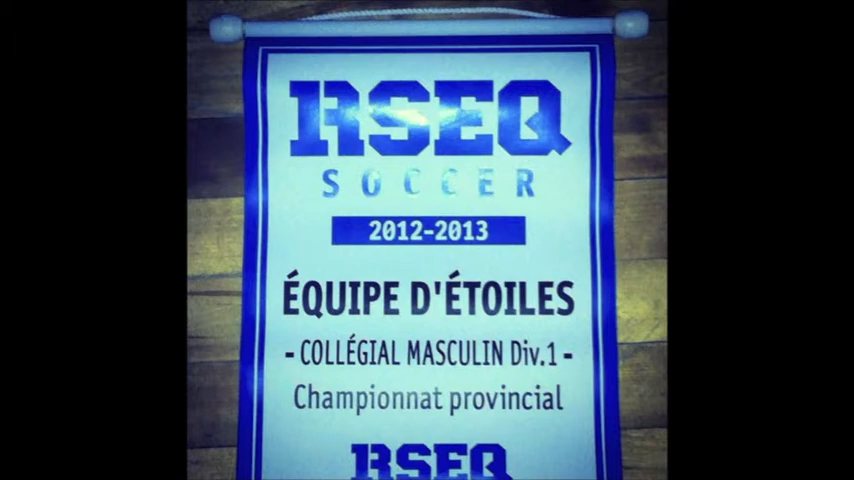 RSEQ
SOCCER
2012-2013
ÉQUIPE D'ÉTOILES
- COLLÉGIAL MASCULIN Div.1 -
Championnat provincial
RSEQ